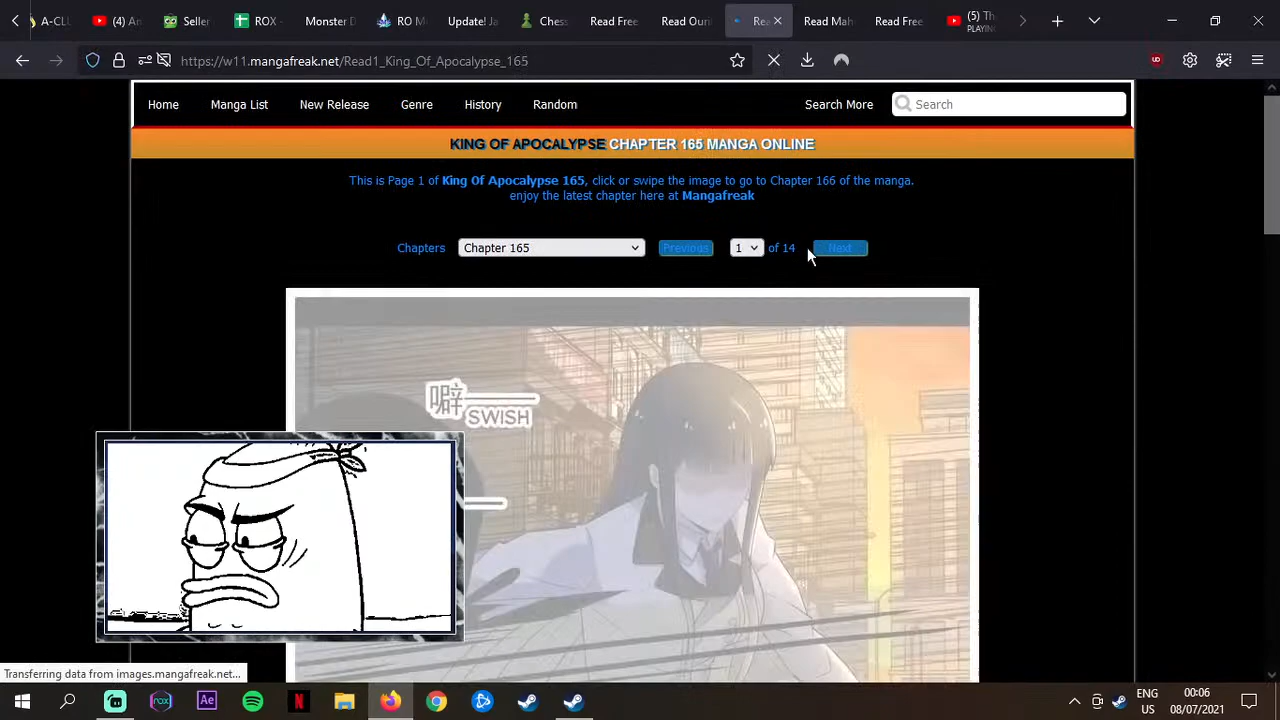 A-CL
(4) An
Seller
ROX -
Monster D
RO M
Update! Ja
Chess
Read Free
Read Ouri
Rea
Read Mah
Read Free
(5) Th
PLAYING
https://w11.mangafreak.net/Read1_King_Of_Apocalypse_165
Home
Manga List
New Release
Genre
History
Random
Search More
Search
KING OF APOCALYPSE CHAPTER 165 MANGA ONLINE
This is Page 1 of King Of Apocalypse 165, click or swipe the image to go to Chapter 166 of the manga.
enjoy the latest chapter here at Mangafreak
Chapters
Chapter 165
Previous
1
of 14
Next
噼
SWISH
Transferring data from images.mangafreak.net...
ENG
US
00:06
08/07/2021